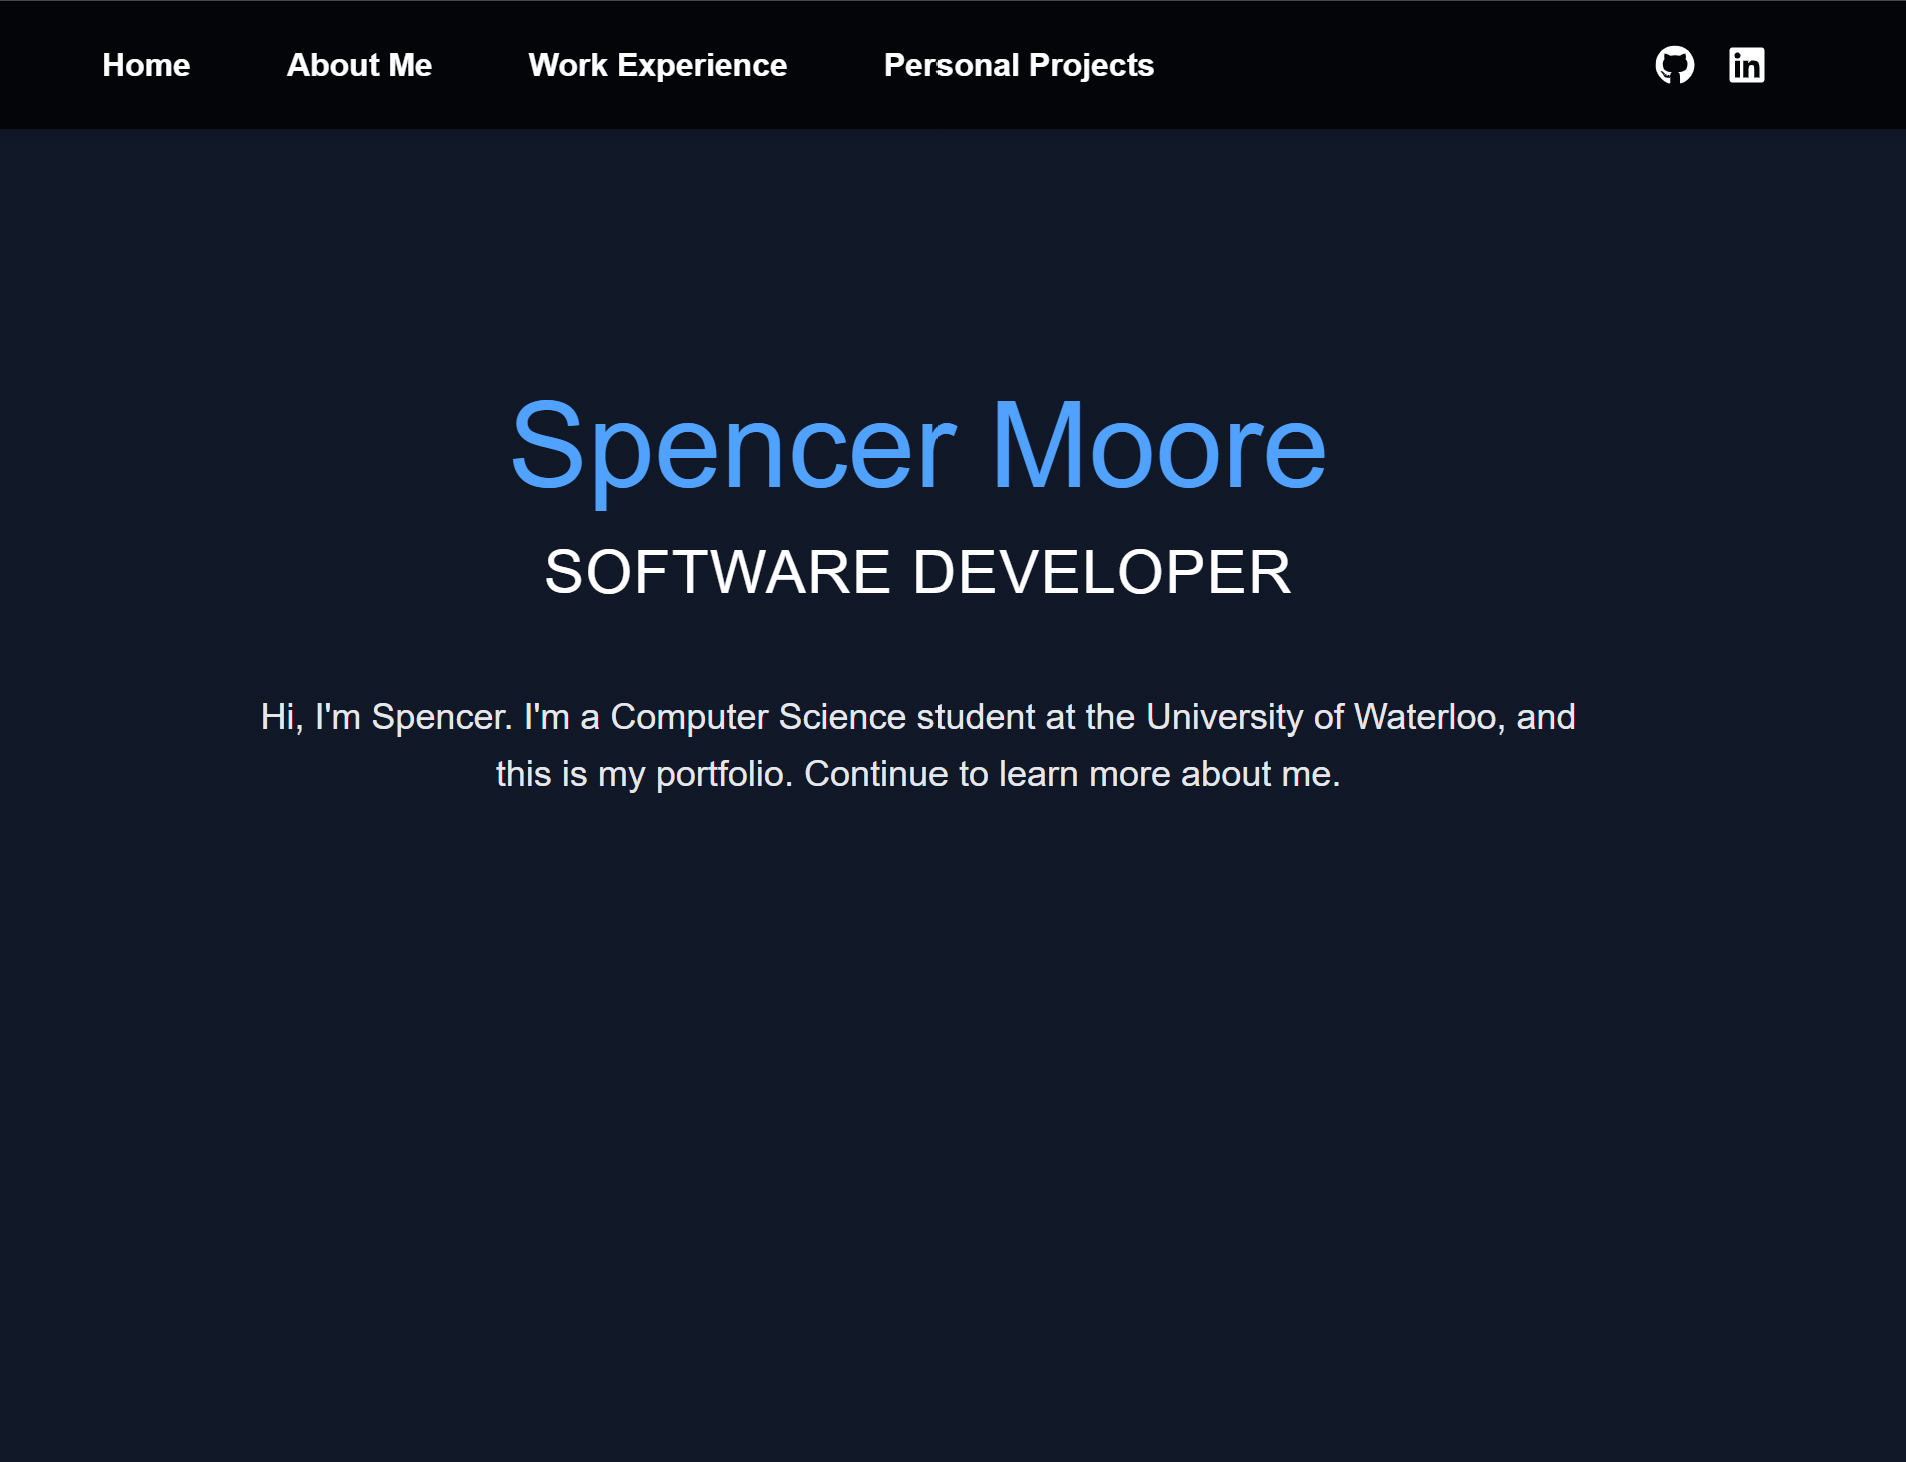 Home About Me Work Experience Personal Projects
Spencer Moore
SOFTWARE DEVELOPER
Hi, I'm Spencer. I'm a Computer Science student at the University of Waterloo, and
this is my portfolio. Continue to learn more about me.